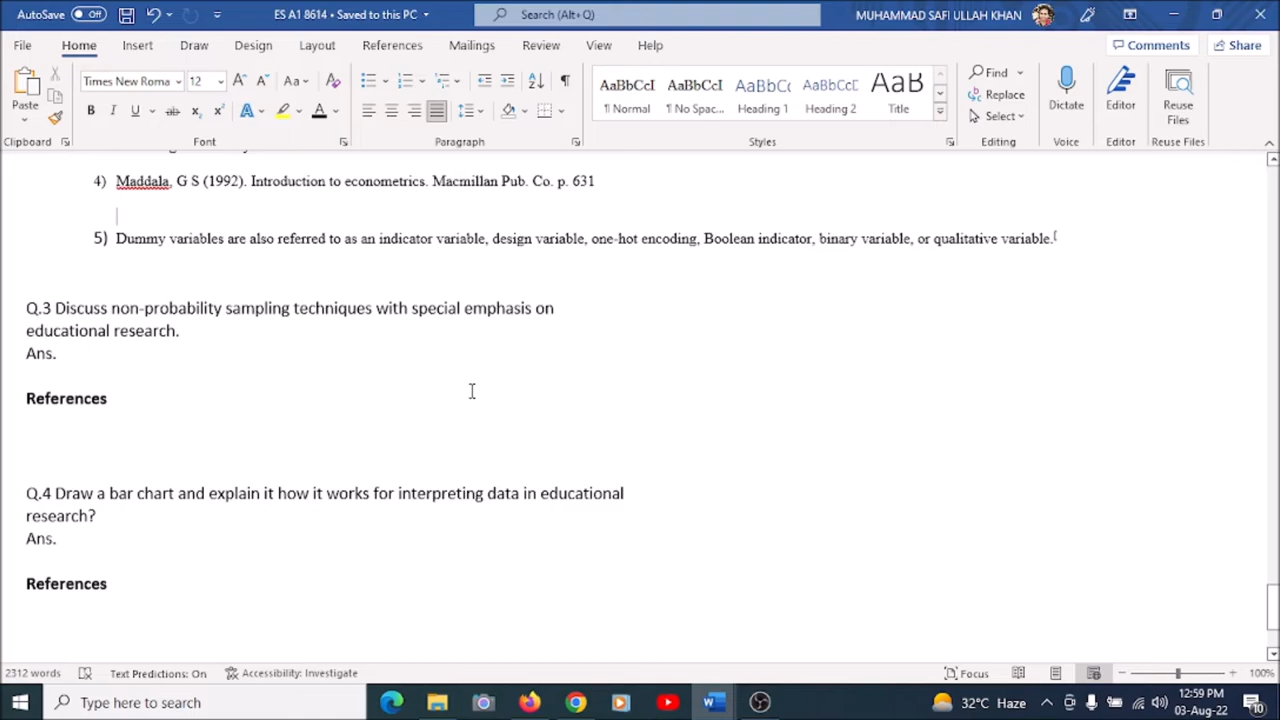 AutoSave Off ES A1 8614 • Saved to this PC Search (Alt+Q) MUHAMMAD SAFI ULLAH KHAN
File Home Insert Draw Design Layout References Mailings Review View Help Comments Share
Paste Times New Roma 12 Aa AaBbCcI AaBbCcI AaBbCc AaBbCcD AaB Find Replace Select Dictate Editor Reuse Files
¶ Normal ¶ No Spac... Heading 1 Heading 2 Title
Clipboard Font Paragraph Styles Editing Voice Editor Reuse Files
4) Maddala, G S (1992). Introduction to econometrics. Macmillan Pub. Co. p. 631
5) Dummy variables are also referred to as an indicator variable, design variable, one-hot encoding, Boolean indicator, binary variable, or qualitative variable.[
Q.3 Discuss non-probability sampling techniques with special emphasis on
educational research.
Ans.
References
Q.4 Draw a bar chart and explain it how it works for interpreting data in educational
research?
Ans.
References
2312 words Text Predictions: On Accessibility: Investigate Focus 100%
Type here to search 32°C Haze 12:59 PM
03-Aug-22 10